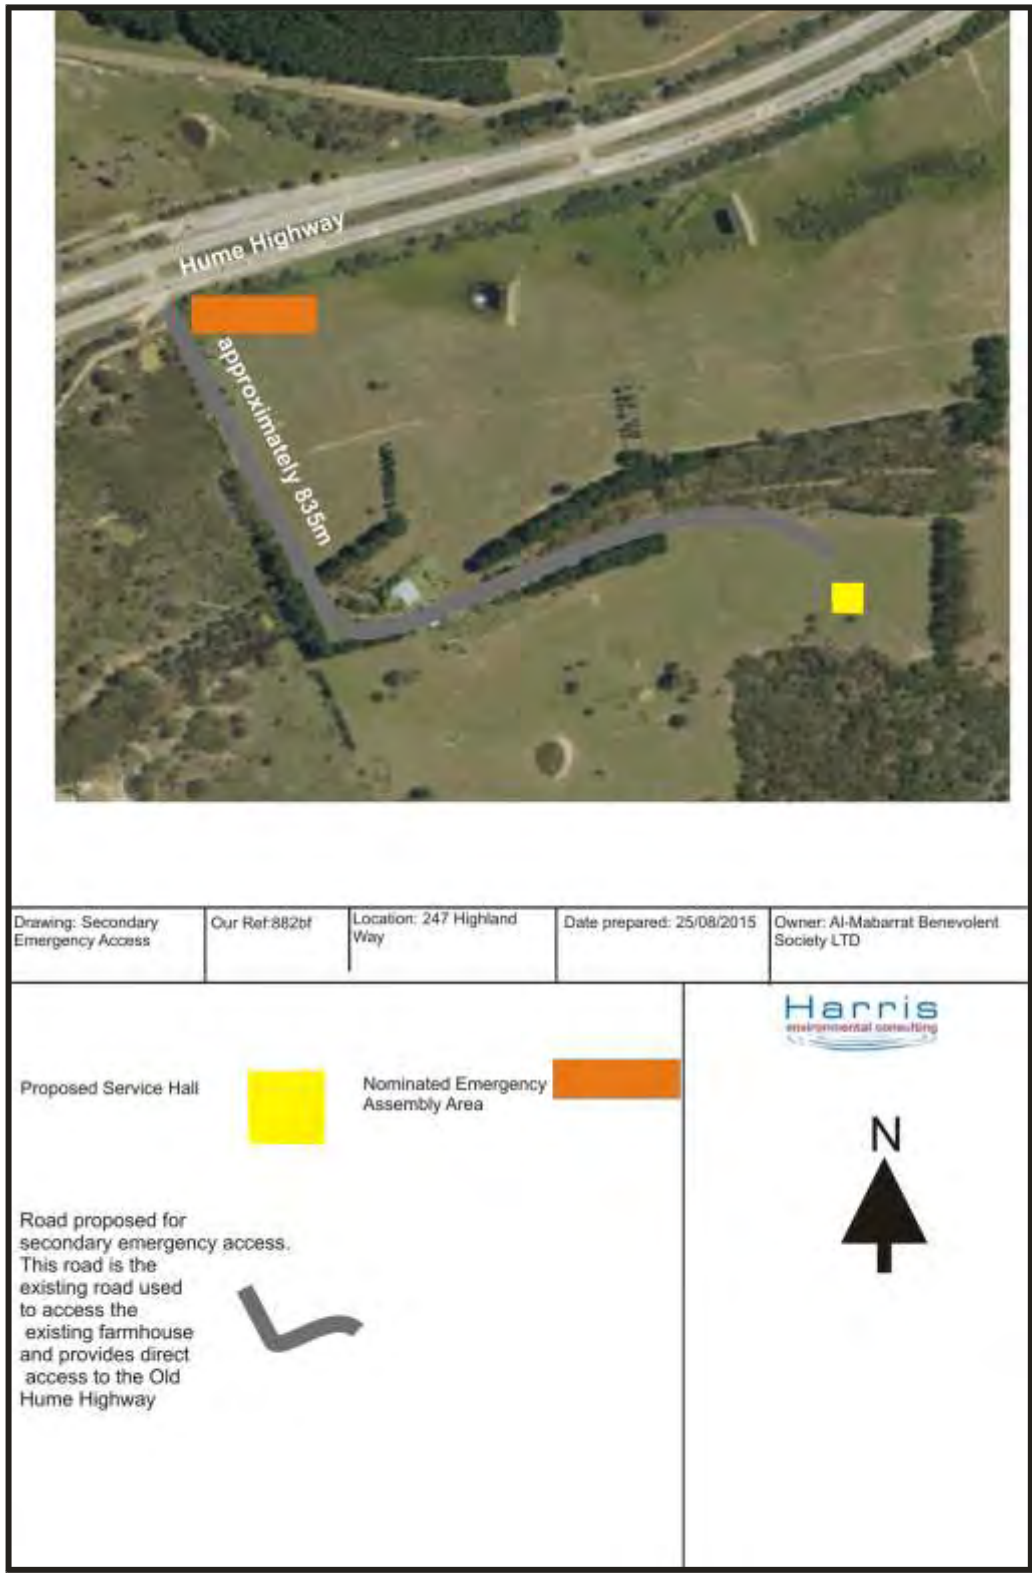 Hume Highway
approximately 835m
Drawing: Secondary
Emergency Access
Our Ref:882bf
Location: 247 Highland
Way
Date prepared: 25/08/2015
Owner: Al-Mabarrat Benevolent
Society LTD
Harris
environmental consulting
Proposed Service Hall
Nominated Emergency
Assembly Area
N
Road proposed for
secondary emergency access.
This road is the
existing road used
to access the
existing farmhouse
and provides direct
access to the Old
Hume Highway